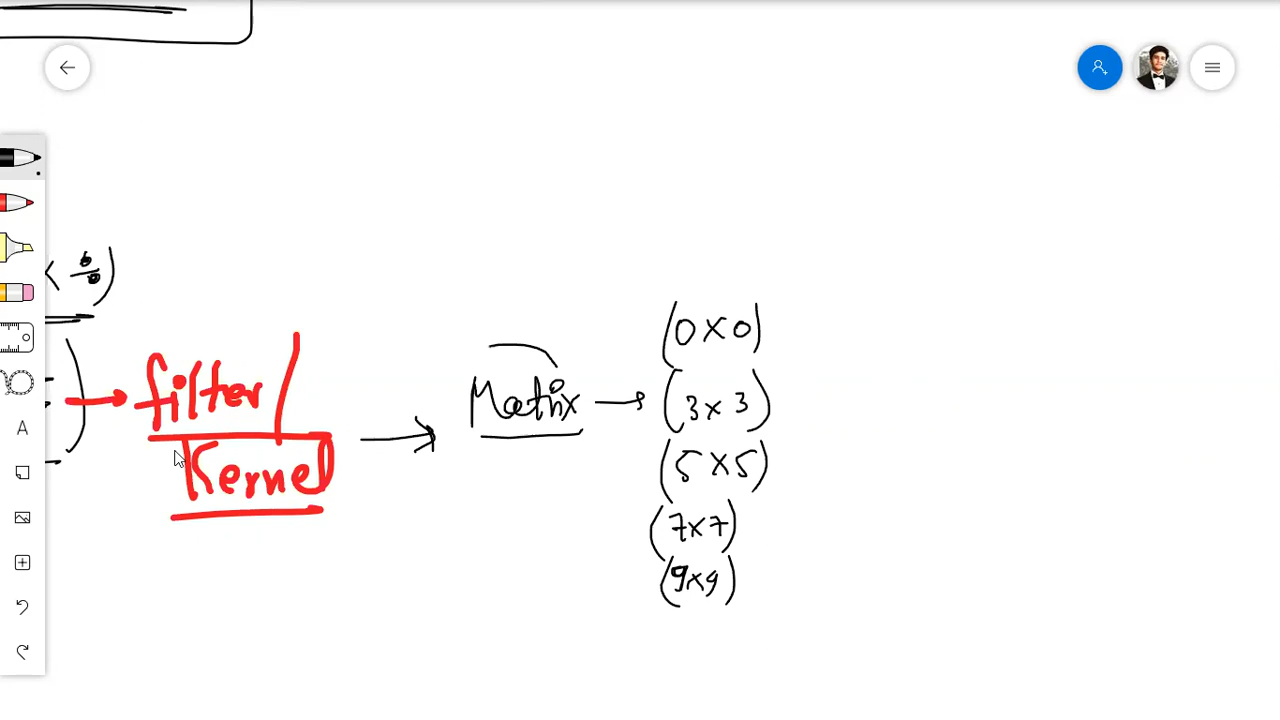 filter /
Kernel
Matrix
(0 X 0)
(3 x 3)
(5 X 5)
(7 x 7)
(9 x 9)
A